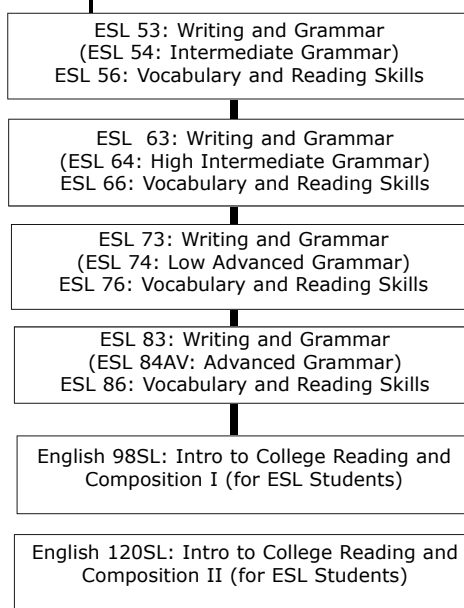 ESL 53: Writing and Grammar
(ESL 54: Intermediate Grammar)
ESL 56: Vocabulary and Reading Skills
ESL 63: Writing and Grammar
(ESL 64: High Intermediate Grammar)
ESL 66: Vocabulary and Reading Skills
ESL 73: Writing and Grammar
(ESL 74: Low Advanced Grammar)
ESL 76: Vocabulary and Reading Skills
ESL 83: Writing and Grammar
(ESL 84AV: Advanced Grammar)
ESL 86: Vocabulary and Reading Skills
English 98SL: Intro to College Reading and
Composition I (for ESL Students)
English 120SL: Intro to College Reading and
Composition II (for ESL Students)